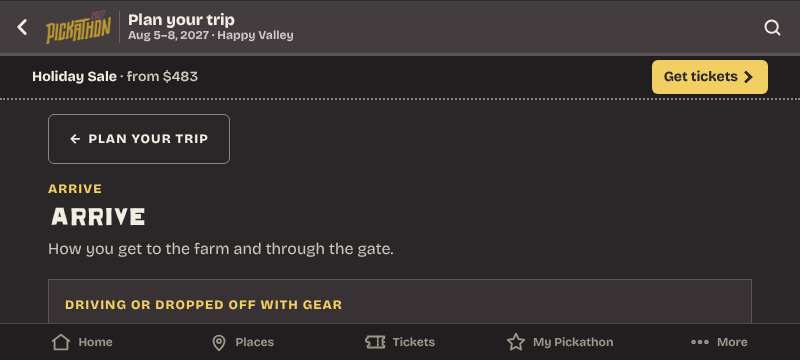 PICKATHON
Plan your trip
Aug 5–8, 2027 · Happy Valley
Holiday Sale · from $483
Get tickets
← PLAN YOUR TRIP
ARRIVE
ARRIVE
How you get to the farm and through the gate.
DRIVING OR DROPPED OFF WITH GEAR
Home
Places
Tickets
My Pickathon
More